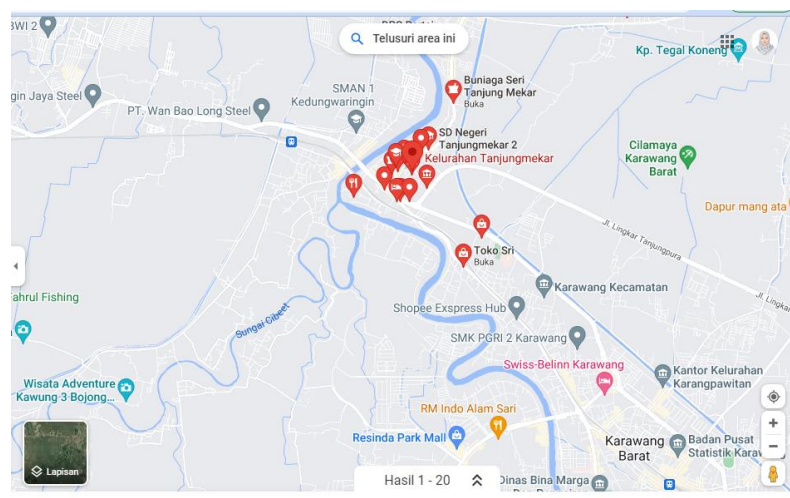 BWI 2
Telusuri area ini
Kp. Tegal Koneng
Buniaga Seri
Tanjung Mekar
Buka
SMAN 1
Kedungwaringin
gin Jaya Steel
PT. Wan Bao Long Steel
SD Negeri
Tanjungmekar 2
Kelurahan Tanjungmekar
Cilamaya
Karawang
Barat
Dapur mang ata
Jl. Lingkar Tanjungpura
Toko Sri
Buka
Karawang Kecamatan
Jl. Lingkar
ahrul Fishing
Sungai Cibeet
Shopee Exspress Hub
SMK PGRI 2 Karawang
Swiss-Belinn Karawang
Kantor Kelurahan
Karangpawitan
Wisata Adventure
Kawung 3 Bojong...
RM Indo Alam Sari
Resinda Park Mall
Karawang
Barat
Badan Pusat
Statistik Karaw
Lapisan
Hasil 1 - 20
Dinas Bina Marga